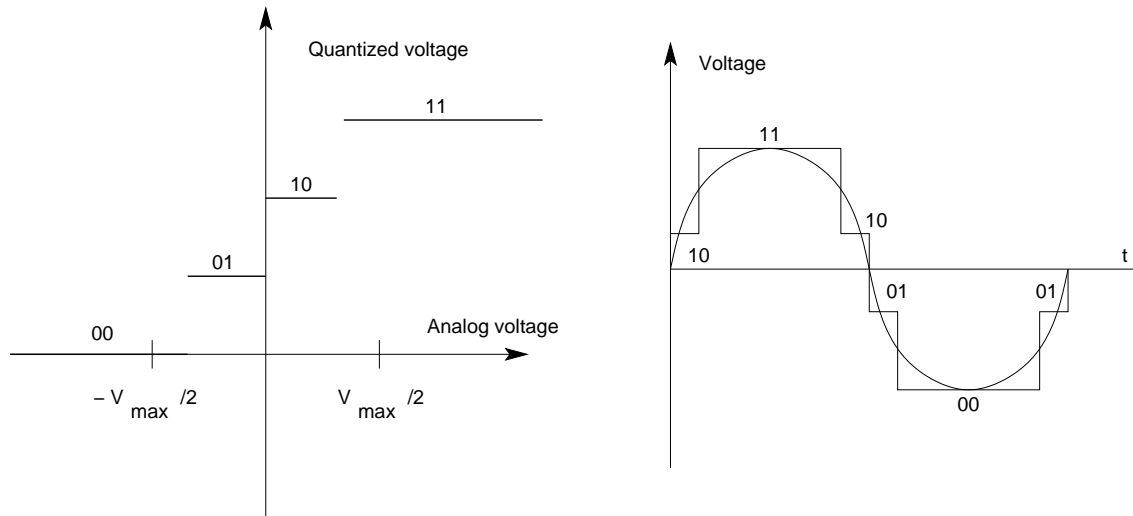 Quantized voltage
11
10
01
00
Analog voltage
– V max /2
V max /2
Voltage
11
10
10
t
01
01
00